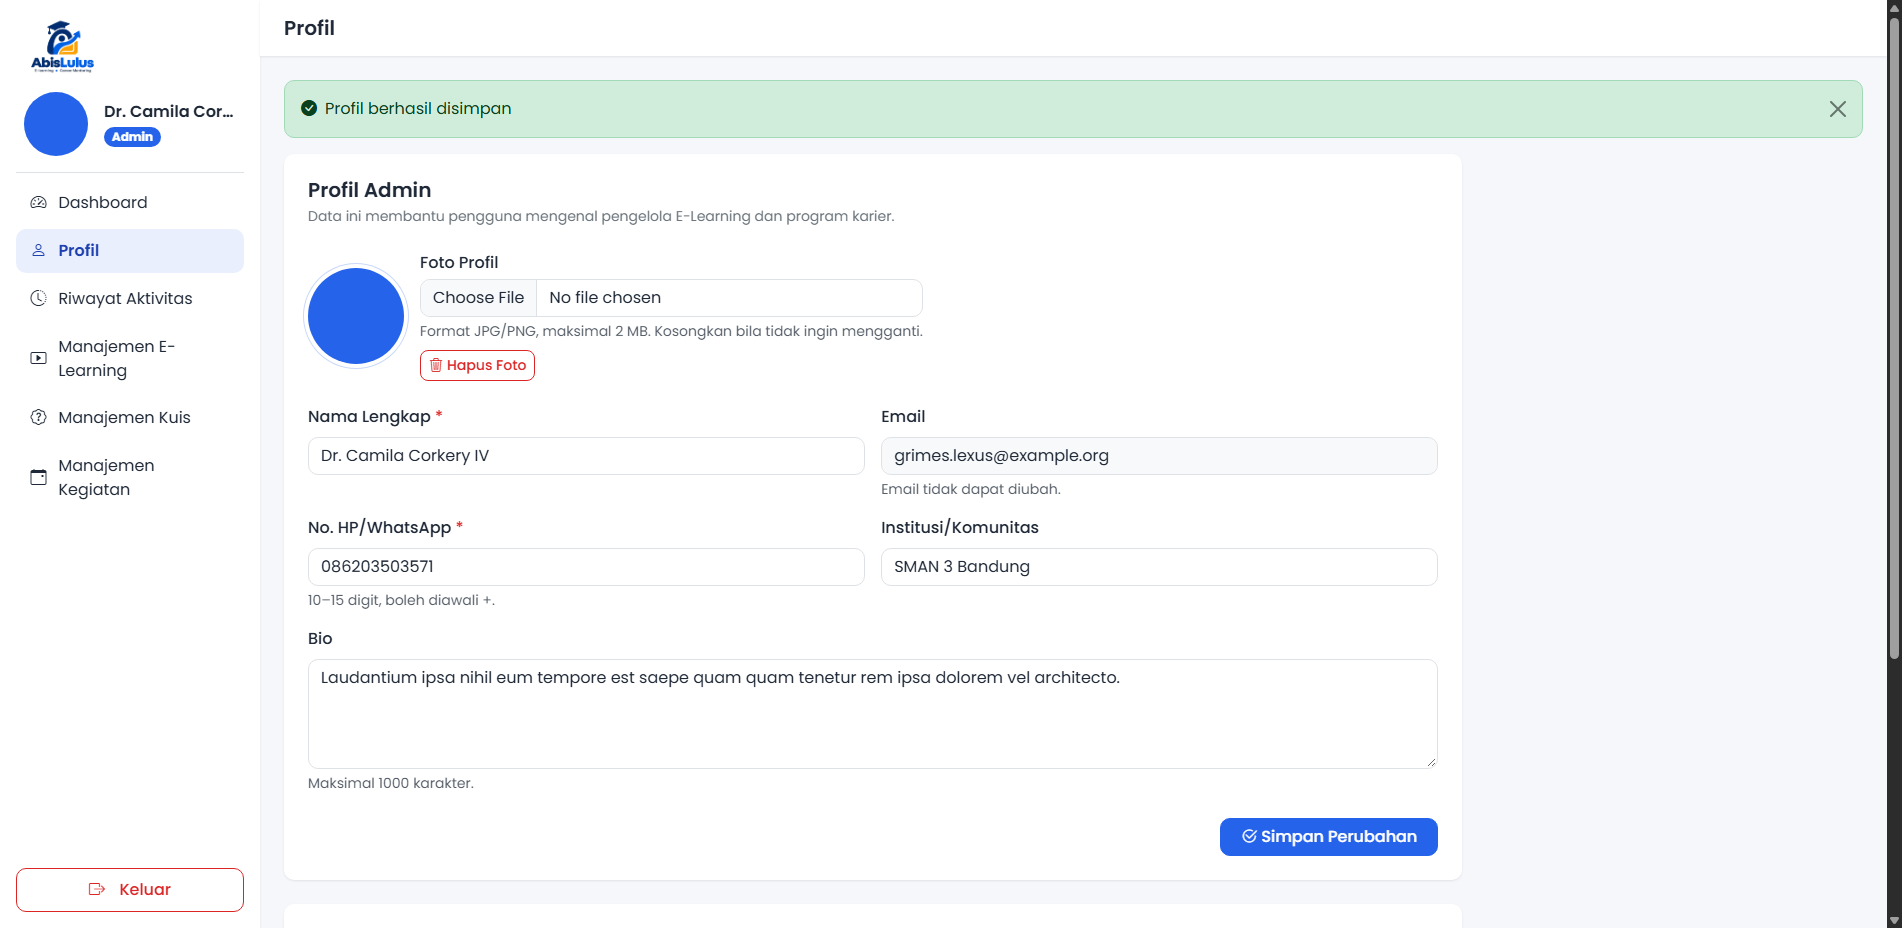 AbisLulus
Dr. Camila Cor...
Admin
Dashboard
Profil
Riwayat Aktivitas
Manajemen E-
Learning
Manajemen Kuis
Manajemen
Kegiatan
Keluar
Profil
Profil berhasil disimpan
Profil Admin
Data ini membantu pengguna mengenal pengelola E-Learning dan program karier.
Foto Profil
Choose File No file chosen
Format JPG/PNG, maksimal 2 MB. Kosongkan bila tidak ingin mengganti.
Hapus Foto
Nama Lengkap *
Dr. Camila Corkery IV
Email
grimes.lexus@example.org
Email tidak dapat diubah.
No. HP/WhatsApp *
086203503571
10–15 digit, boleh diawali +.
Institusi/Komunitas
SMAN 3 Bandung
Bio
Laudantium ipsa nihil eum tempore est saepe quam quam tenetur rem ipsa dolorem vel architecto.
Maksimal 1000 karakter.
Simpan Perubahan